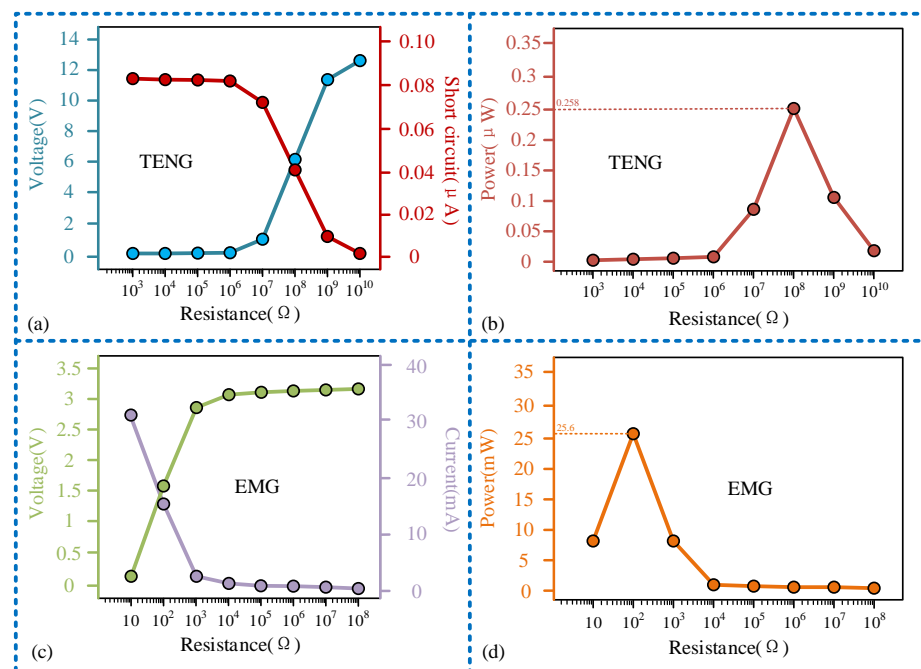 14
12
10
8
6
4
2
0
Voltage(V)
0.10
0.08
0.06
0.04
0.02
0
Short circuit(μA)
TENG
10³ 10⁴ 10⁵ 10⁶ 10⁷ 10⁸ 10⁹ 10¹⁰
Resistance(Ω)
(a)
0.35
0.3
0.25
0.2
0.15
0.1
0.05
0
Power(μW)
0.258
TENG
10³ 10⁴ 10⁵ 10⁶ 10⁷ 10⁸ 10⁹ 10¹⁰
Resistance(Ω)
(b)
3.5
3
2.5
2
1.5
1
0.5
0
Voltage(V)
40
30
20
10
0
Current(mA)
EMG
10 10² 10³ 10⁴ 10⁵ 10⁶ 10⁷ 10⁸
Resistance(Ω)
(c)
35
30
25
20
10
5
0
Power(mW)
25.6
EMG
10 10² 10³ 10⁴ 10⁵ 10⁶ 10⁷ 10⁸
Resistance(Ω)
(d)